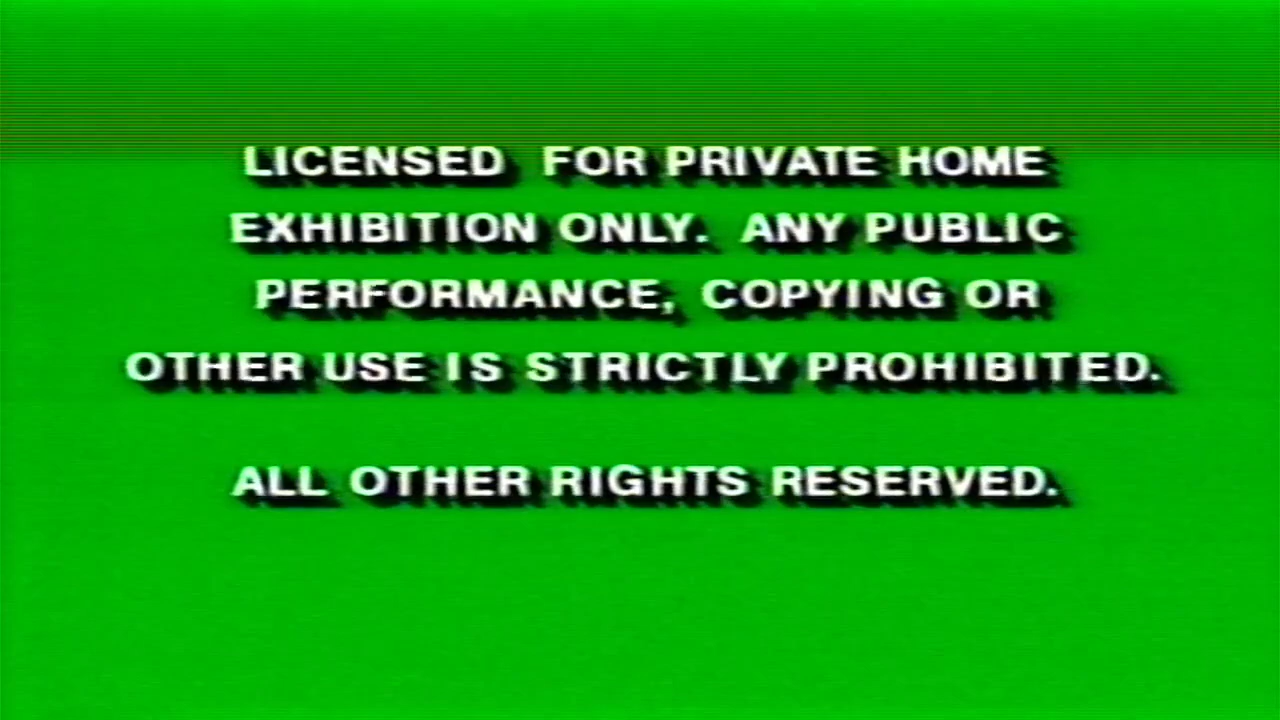 LICENSED FOR PRIVATE HOME
EXHIBITION ONLY. ANY PUBLIC
PERFORMANCE, COPYING OR
OTHER USE IS STRICTLY PROHIBITED.
ALL OTHER RIGHTS RESERVED.